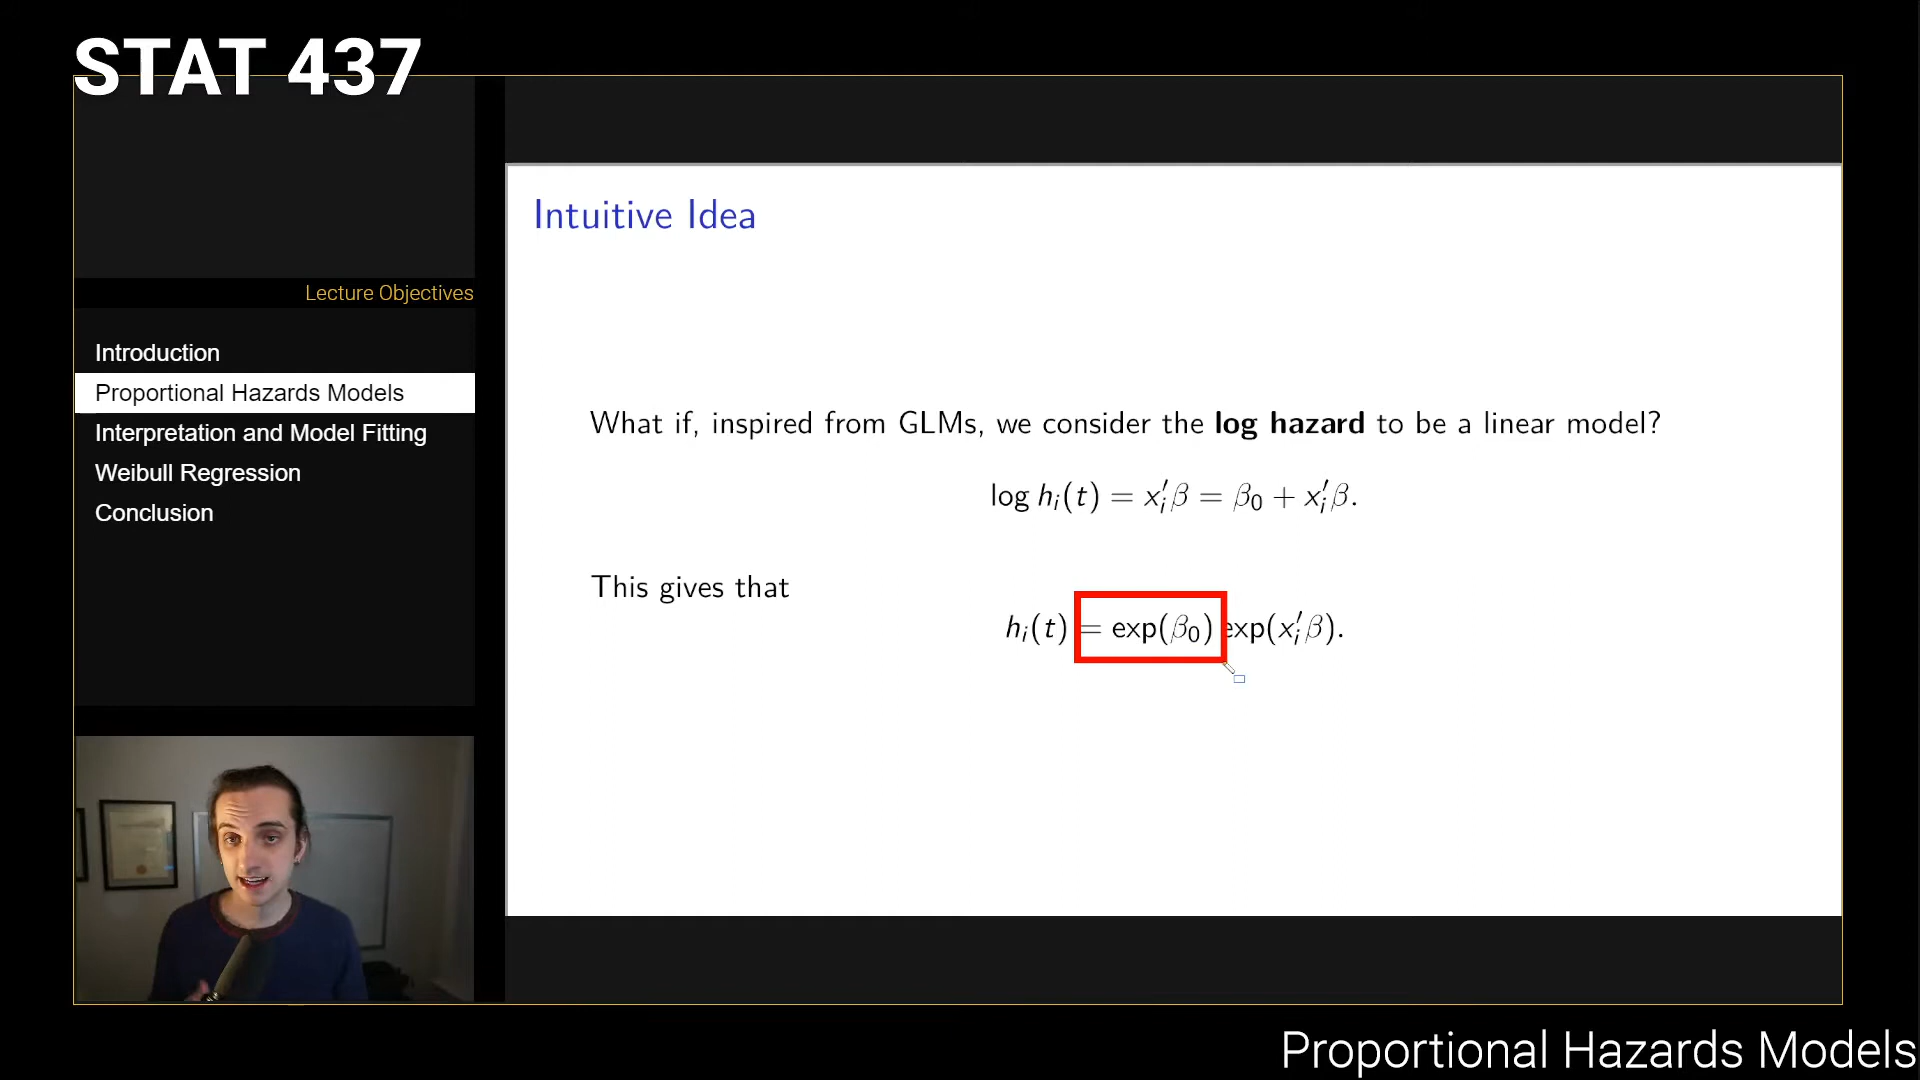 STAT 437
Lecture Objectives
Introduction
Proportional Hazards Models
Interpretation and Model Fitting
Weibull Regression
Conclusion
Intuitive Idea
What if, inspired from GLMs, we consider the log hazard to be a linear model?
log hᵢ(t) = xᵢ′β = β₀ + xᵢ′β.
This gives that
hᵢ(t) = exp(β₀) exp(xᵢ′β).
Proportional Hazards Models